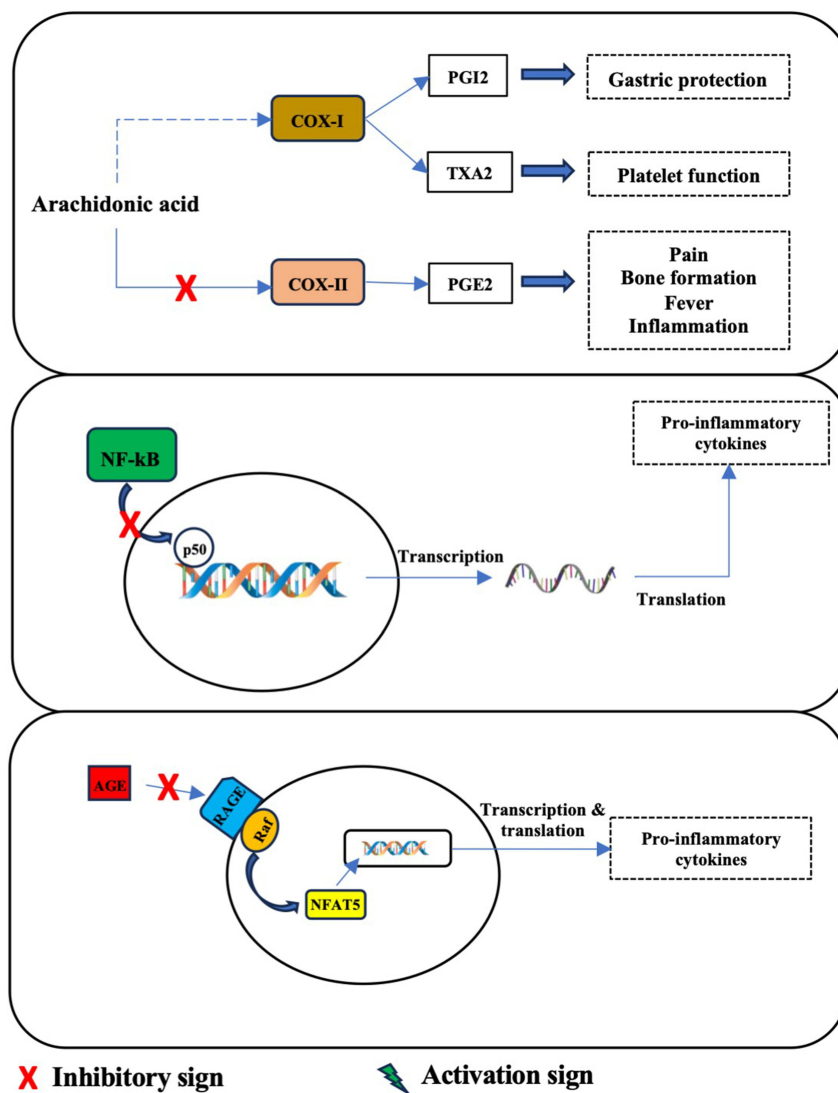 PGI2
Gastric protection
COX-I
TXA2
Platelet function
Arachidonic acid
COX-II
PGE2
Pain
Bone formation
Fever
Inflammation
NF-kB
p50
Transcription
Translation
Pro-inflammatory
cytokines
AGE
RAGE
Raf
NFAT5
Transcription &
translation
Pro-inflammatory
cytokines
X Inhibitory sign
Activation sign